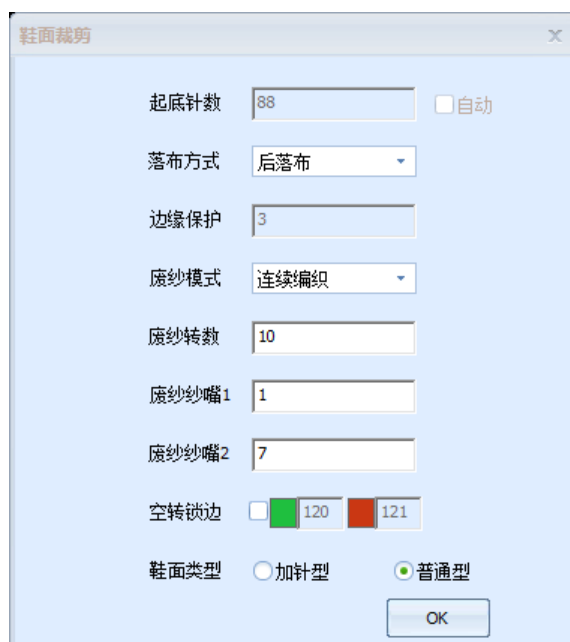 鞋面裁剪
起底针数 88 自动
落布方式 后落布
边缘保护 3
废纱模式 连续编织
废纱转数 10
废纱纱嘴1 1
废纱纱嘴2 7
空转锁边 120 121
鞋面类型 加针型 普通型
OK